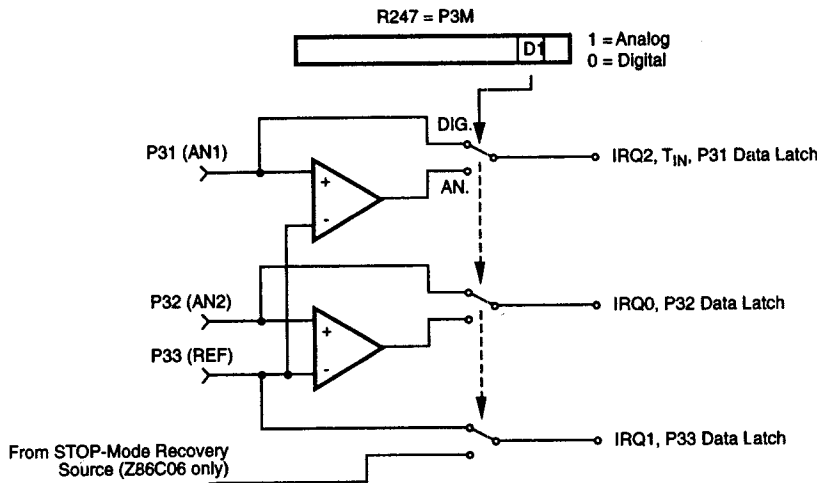 R247 = P3M
D1
1 = Analog
0 = Digital
DIG.
P31 (AN1)
+
-
AN.
IRQ2, TIN, P31 Data Latch
P32 (AN2)
+
-
IRQ0, P32 Data Latch
P33 (REF)
IRQ1, P33 Data Latch
From STOP-Mode Recovery
Source (Z86C06 only)